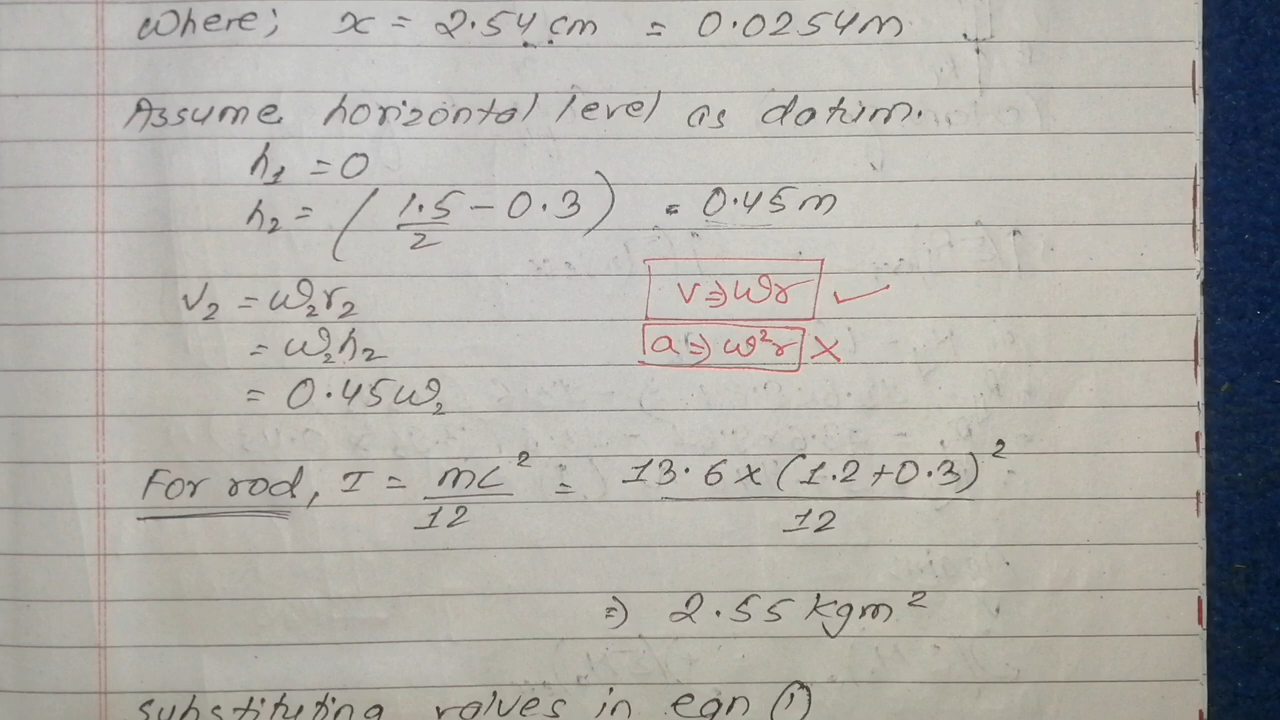 Where; x = 2.54 cm = 0.0254m
Assume horizontal level as datum.
h₁ = 0
h₂ = (1.5/2 - 0.3) = 0.45m
v₂ = ω₂r₂ v⇒ωr ✓
= ω₂h₂ a⇒ω²r ×
= 0.45ω₂
For rod, I = mL²/12 = 13.6x(1.2+0.3)²/12
⇒ 2.55 kgm²
substituting values in eqn ①